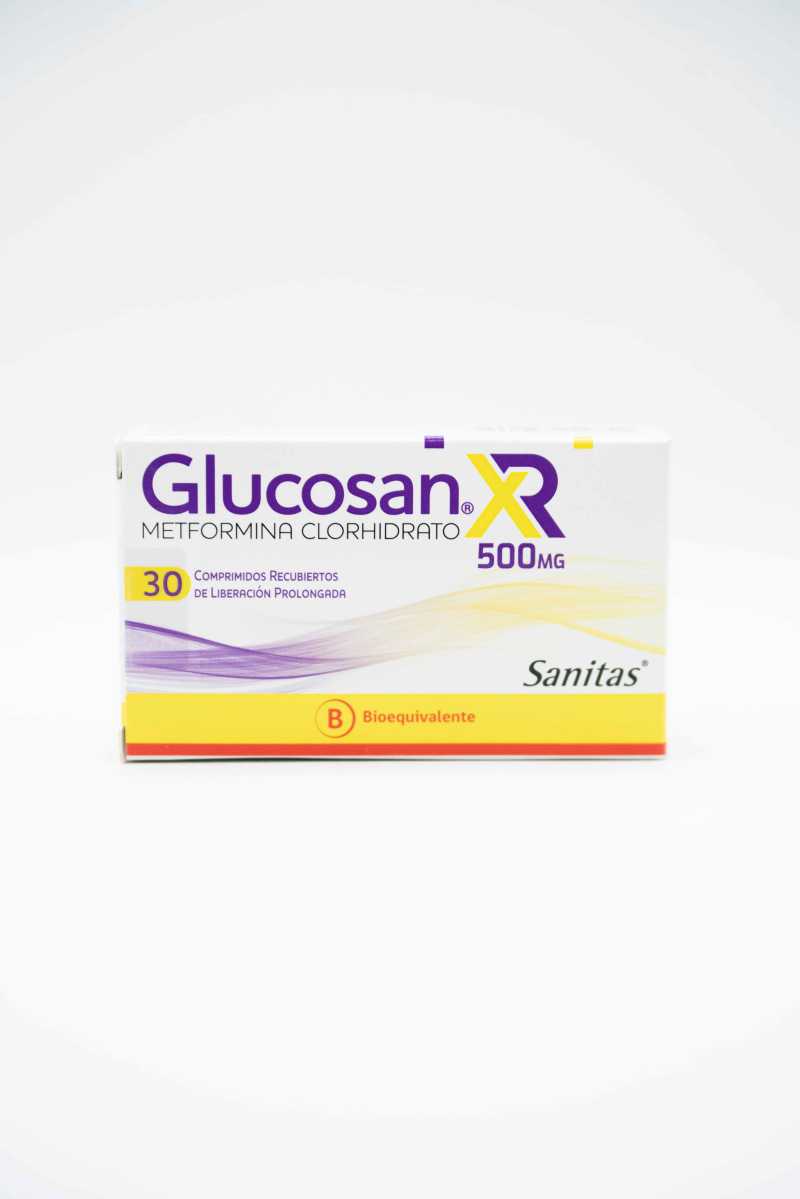 Glucosan® XR
METFORMINA CLORHIDRATO
500MG
30 COMPRIMIDOS RECUBIERTOS
DE LIBERACIÓN PROLONGADA
Sanitas®
B Bioequivalente